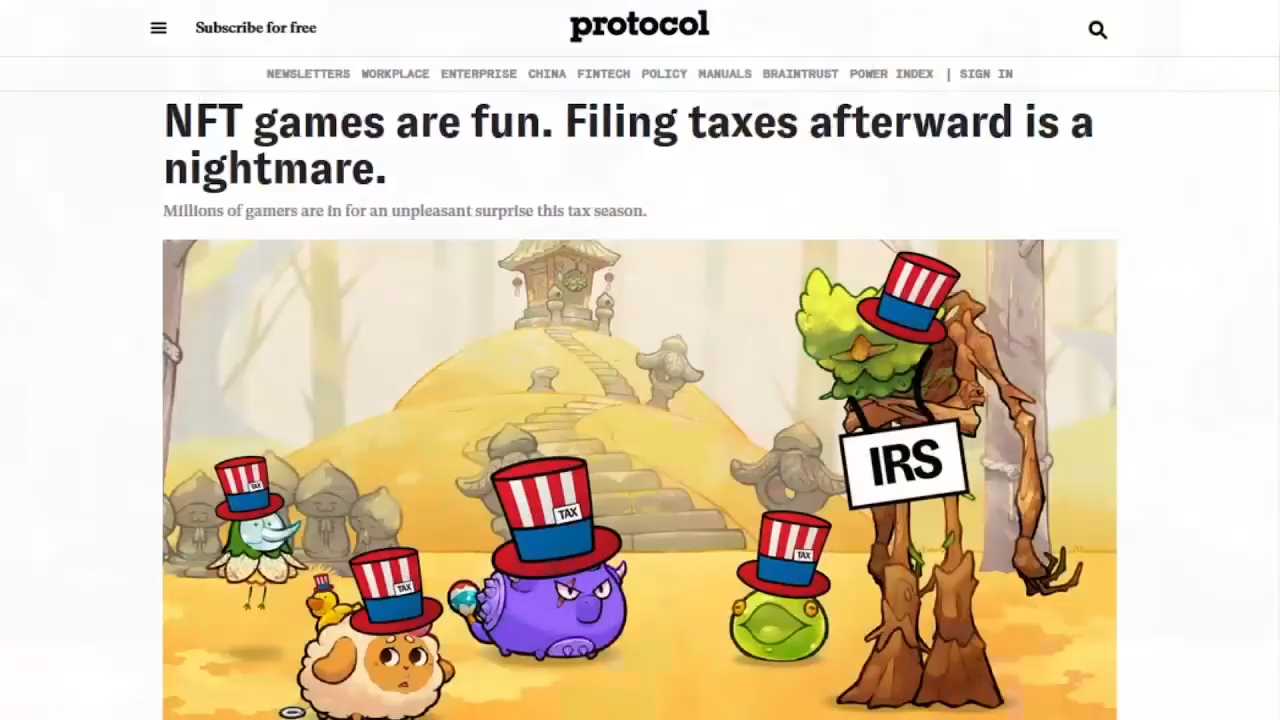 Subscribe for free
protocol
NEWSLETTERS WORKPLACE ENTERPRISE CHINA FINTECH POLICY MANUALS BRAINTRUST POWER INDEX | SIGN IN
NFT games are fun. Filing taxes afterward is a
nightmare.
Millions of gamers are in for an unpleasant surprise this tax season.
IRS
TAX
TAX
TAX
TAX